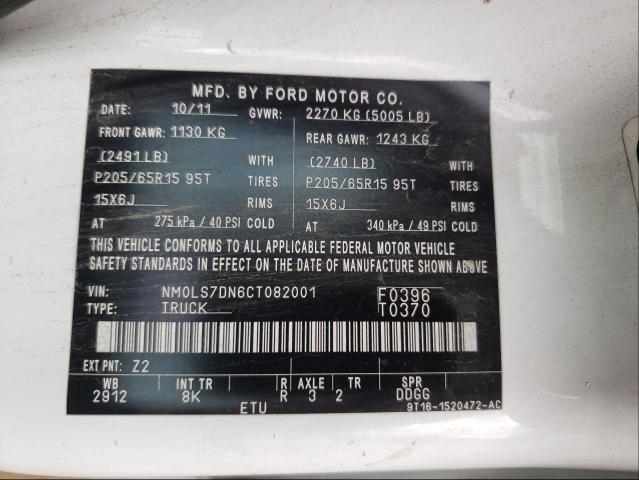 MFD. BY FORD MOTOR CO.
DATE: 10/11 GVWR: 2270 KG (5005 LB)
FRONT GAWR: 1130 KG REAR GAWR: 1243 KG
(2491 LB) WITH (2740 LB) WITH
P205/65R15 95T TIRES P205/65R15 95T TIRES
15X6J RIMS 15X6J RIMS
AT 275 kPa / 40 PSI COLD AT 340 kPa / 49 PSI COLD
THIS VEHICLE CONFORMS TO ALL APPLICABLE FEDERAL MOTOR VEHICLE
SAFETY STANDARDS IN EFFECT ON THE DATE OF MANUFACTURE SHOWN ABOVE.
VIN: NM0LS7DN6CT082001 F0396
TYPE: TRUCK T0370
EXT PNT: Z2
WB INT TR R AXLE TR SPR
2912 8K R 3 2 DDGG
ETU 9T16-1520472-AC